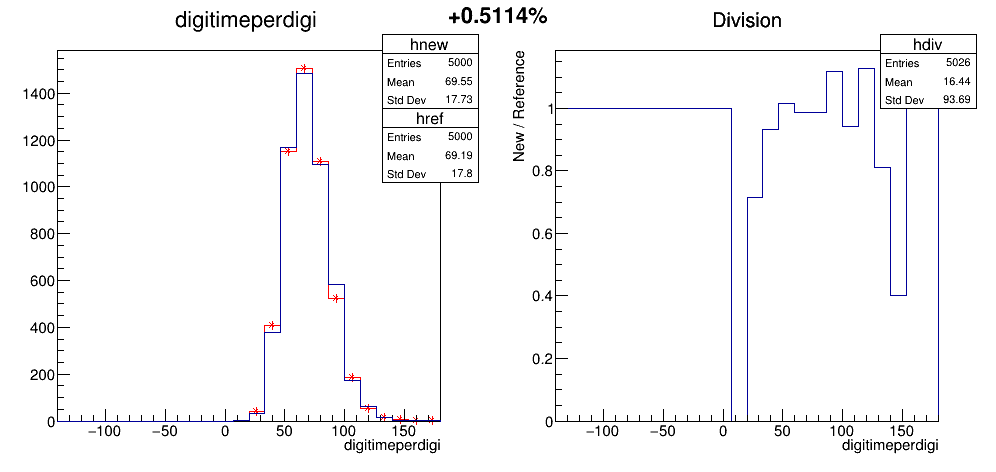 +0.5114%
digitimeperdigi
hnew
Entries 5000
Mean 69.55
Std Dev 17.73
href
Entries 5000
Mean 69.19
Std Dev 17.8
1400
1200
1000
800
600
400
200
0
−100 −50 0 50 100 150
digitimeperdigi
Division
hdiv
Entries 5026
Mean 16.44
Std Dev 93.69
New / Reference
1
0.8
0.6
0.4
0.2
0
−100 −50 0 50 100 150
digitimeperdigi